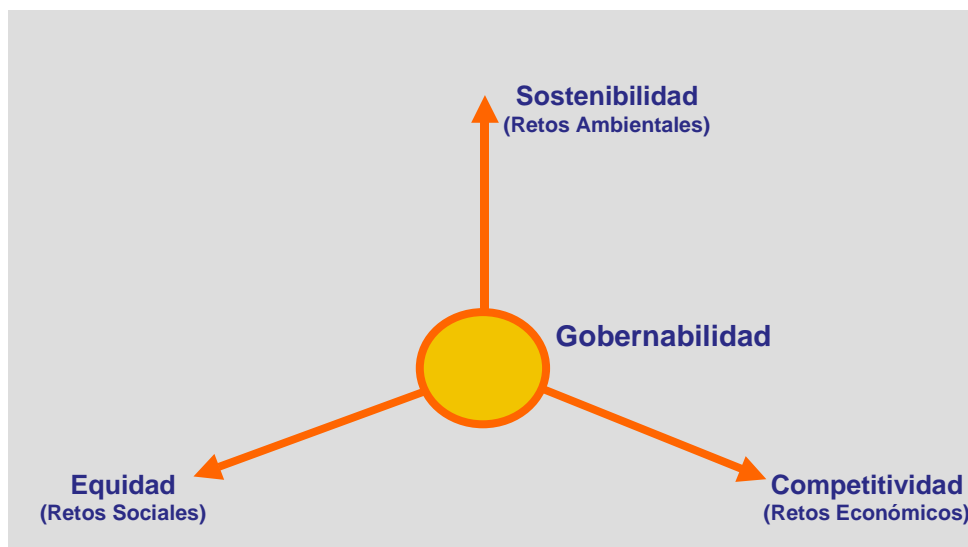 Sostenibilidad
(Retos Ambientales)
Gobernabilidad
Equidad
(Retos Sociales)
Competitividad
(Retos Económicos)